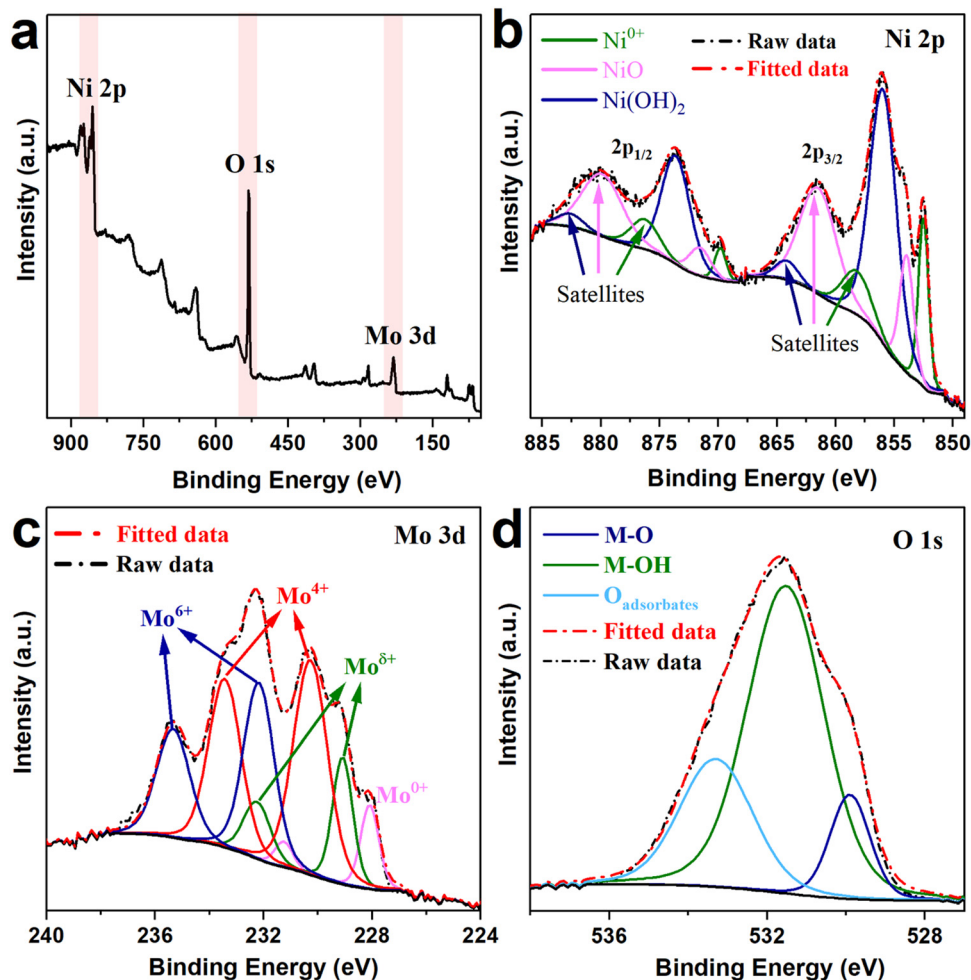 a
Ni 2p
O 1s
Mo 3d
Intensity (a.u.)
900 750 600 450 300 150
Binding Energy (eV)
b
Ni⁰⁺
NiO
Ni(OH)₂
Raw data
Fitted data
Ni 2p
2p₁/₂
2p₃/₂
Satellites
Satellites
Intensity (a.u.)
885 880 875 870 865 860 855 850
Binding Energy (eV)
c
Fitted data
Raw data
Mo 3d
Mo⁶⁺
Mo⁴⁺
Moᵟ⁺
Mo⁰⁺
Intensity (a.u.)
240 236 232 228 224
Binding Energy (eV)
d
M-O
M-OH
Oadsorbates
Fitted data
Raw data
O 1s
Intensity (a.u.)
536 532 528
Binding Energy (eV)